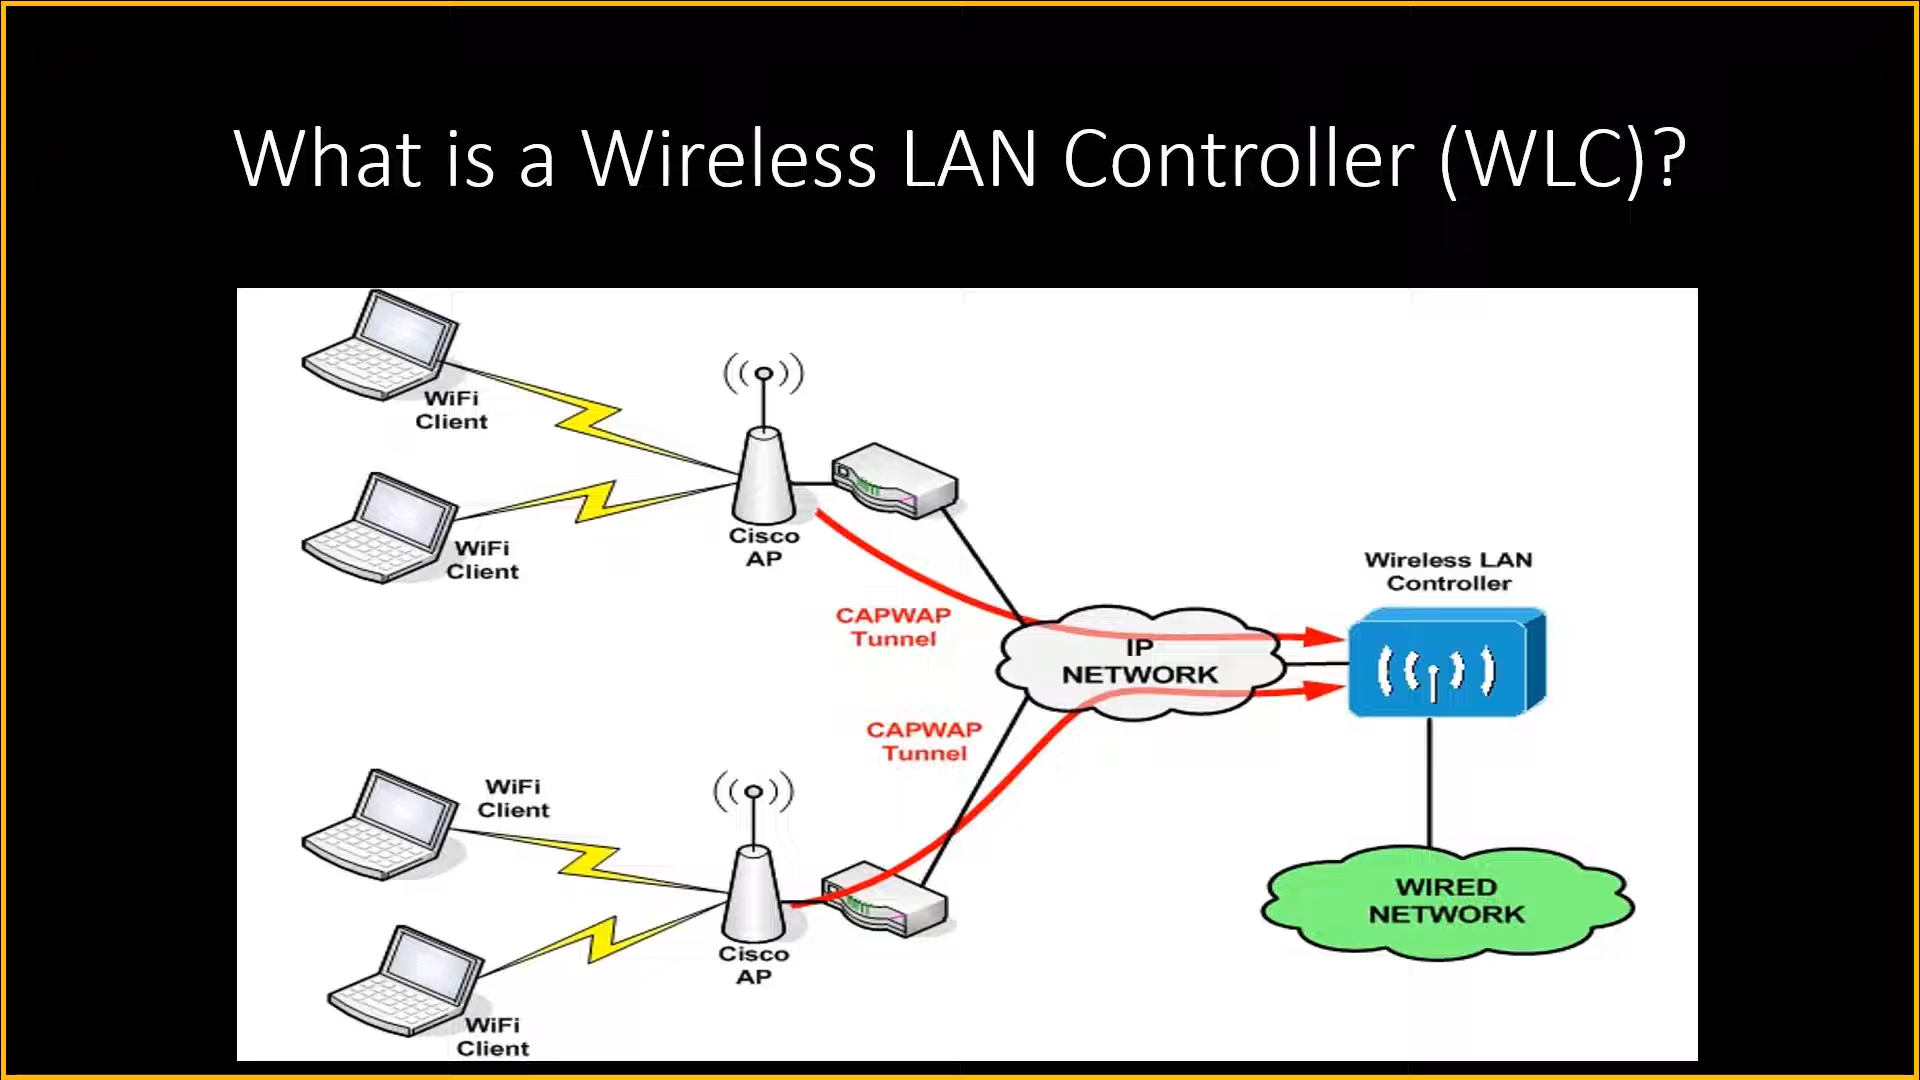 What is a Wireless LAN Controller (WLC)?
WiFi
Client
WiFi
Client
Cisco
AP
CAPWAP
Tunnel
IP
NETWORK
Wireless LAN
Controller
CAPWAP
Tunnel
WiFi
Client
Cisco
AP
WiFi
Client
WIRED
NETWORK